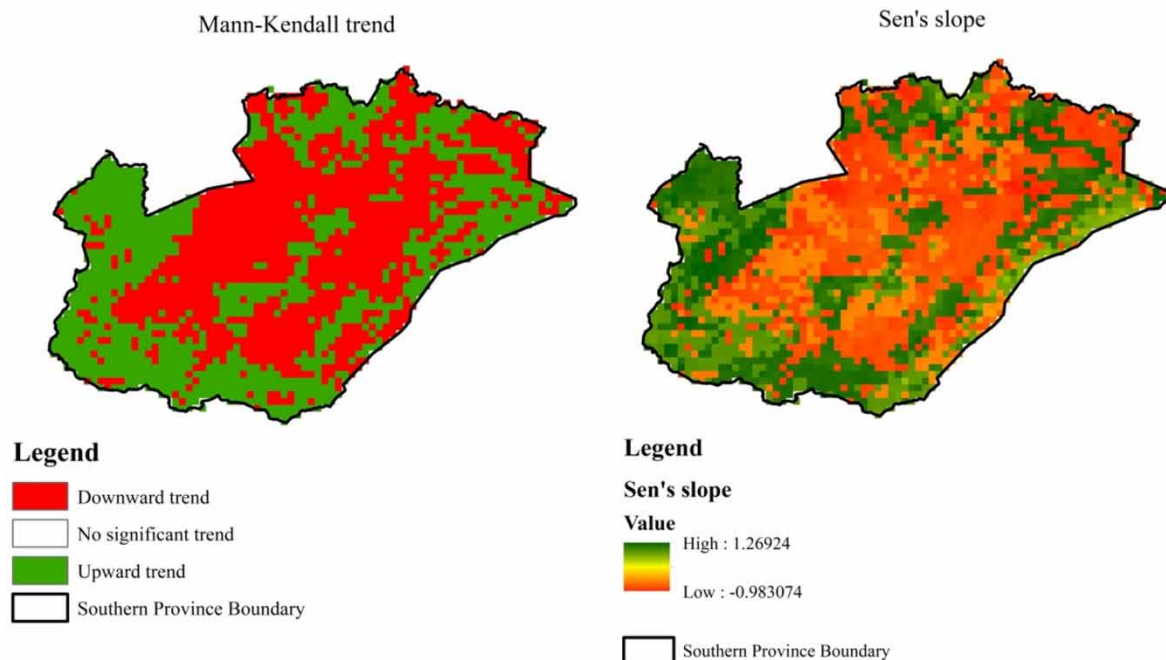 Mann-Kendall trend
Sen's slope
Legend
Downward trend
No significant trend
Upward trend
Southern Province Boundary
Legend
Sen's slope
Value
High : 1.26924
Low : -0.983074
Southern Province Boundary